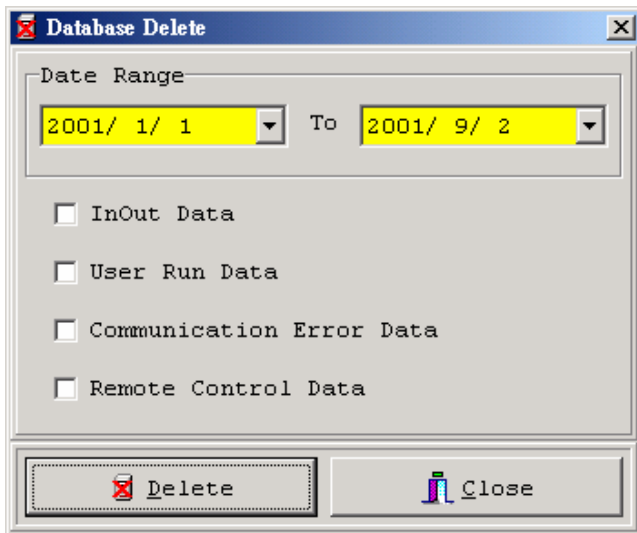 Database Delete
Date Range
2001/ 1/ 1 To 2001/ 9/ 2
InOut Data
User Run Data
Communication Error Data
Remote Control Data
Delete Close